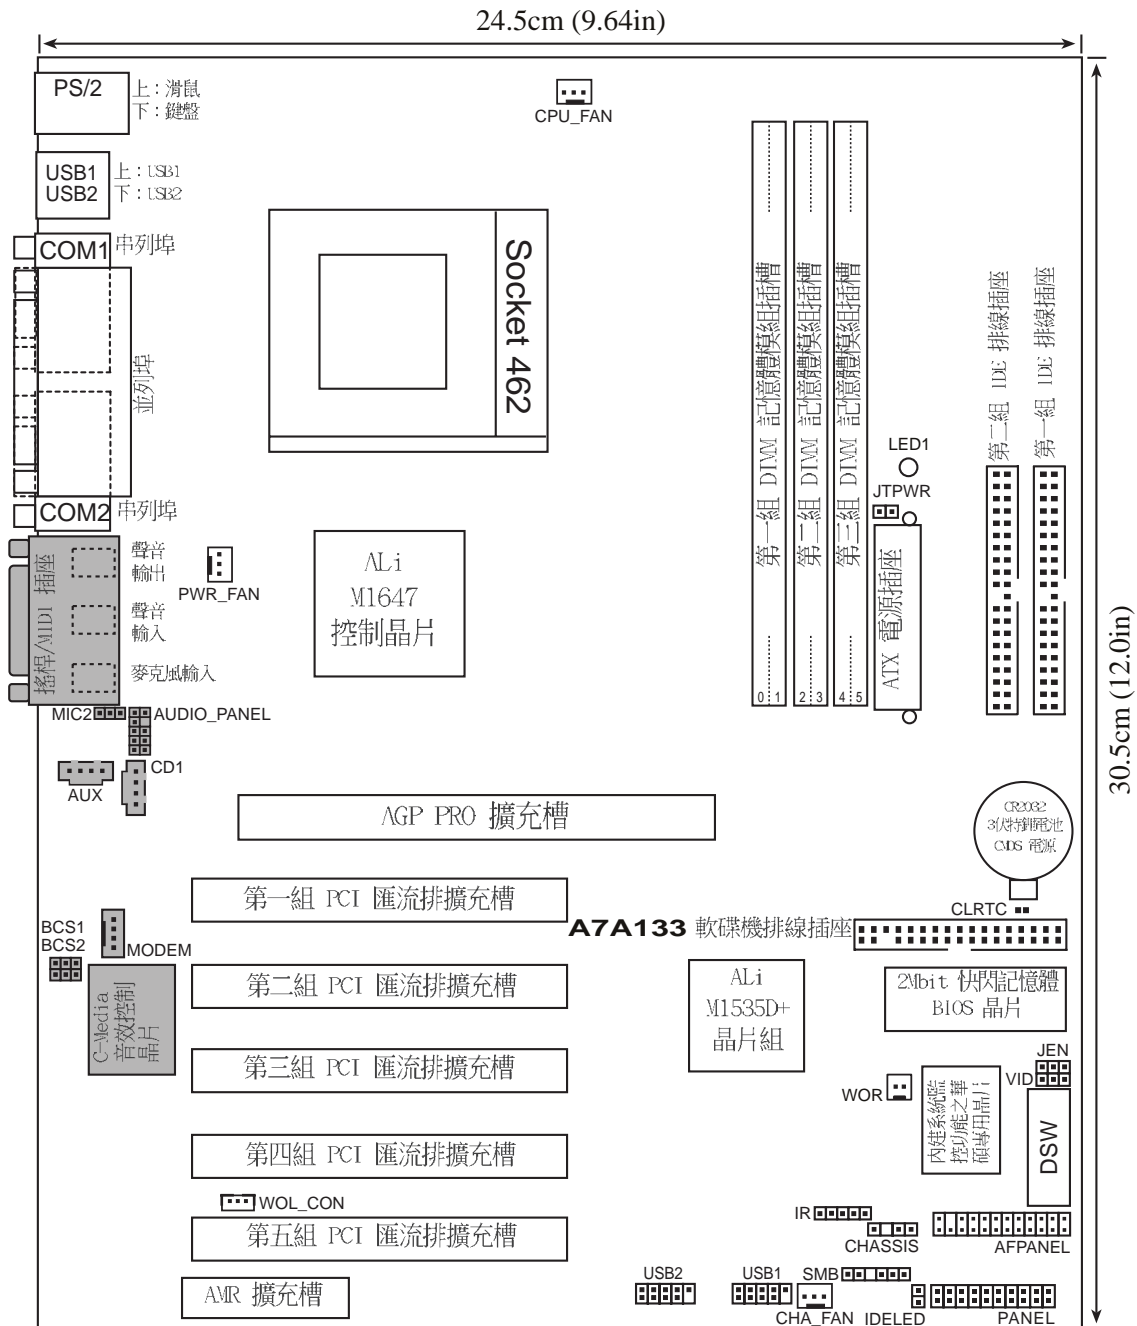 24.5cm (9.64in)
PS/2
上：滑鼠
下：鍵盤
CPU_FAN
USB1
USB2
上：USB1
下：USB2
COM1
串列埠
並列埠
COM2
串列埠
Socket 462
第一組 DIMM 記憶體模組插槽
第二組 DIMM 記憶體模組插槽
第三組 DIMM 記憶體模組插槽
0 1
2 3
4 5
LED1
JTPWR
ATX 電源插座
第二組 IDE 排線插座
第一組 IDE 排線插座
30.5cm (12.0in)
搖桿/MIDI 插座
聲音
輸出
聲音
輸入
麥克風輸入
PWR_FAN
ALi
M1647
控制晶片
MIC2
AUDIO_PANEL
CD1
AUX
AGP PRO 擴充槽
CR2032
3伏特鋰電池
CMOS 電源
CLRTC
第一組 PCI 匯流排擴充槽
A7A133
軟碟機排線插座
BCS1
BCS2
MODEM
C-Media
音效控制
晶片
第二組 PCI 匯流排擴充槽
ALi
M1535D+
晶片組
2Mbit 快閃記憶體
BIOS 晶片
第三組 PCI 匯流排擴充槽
JEN
VID
WOR
內建系統監
控功能之華
碩專用晶片
DSW
第四組 PCI 匯流排擴充槽
WOL_CON
第五組 PCI 匯流排擴充槽
IR
CHASSIS
AFPANEL
AMR 擴充槽
USB2
USB1
SMB
CHA_FAN
IDELED
PANEL